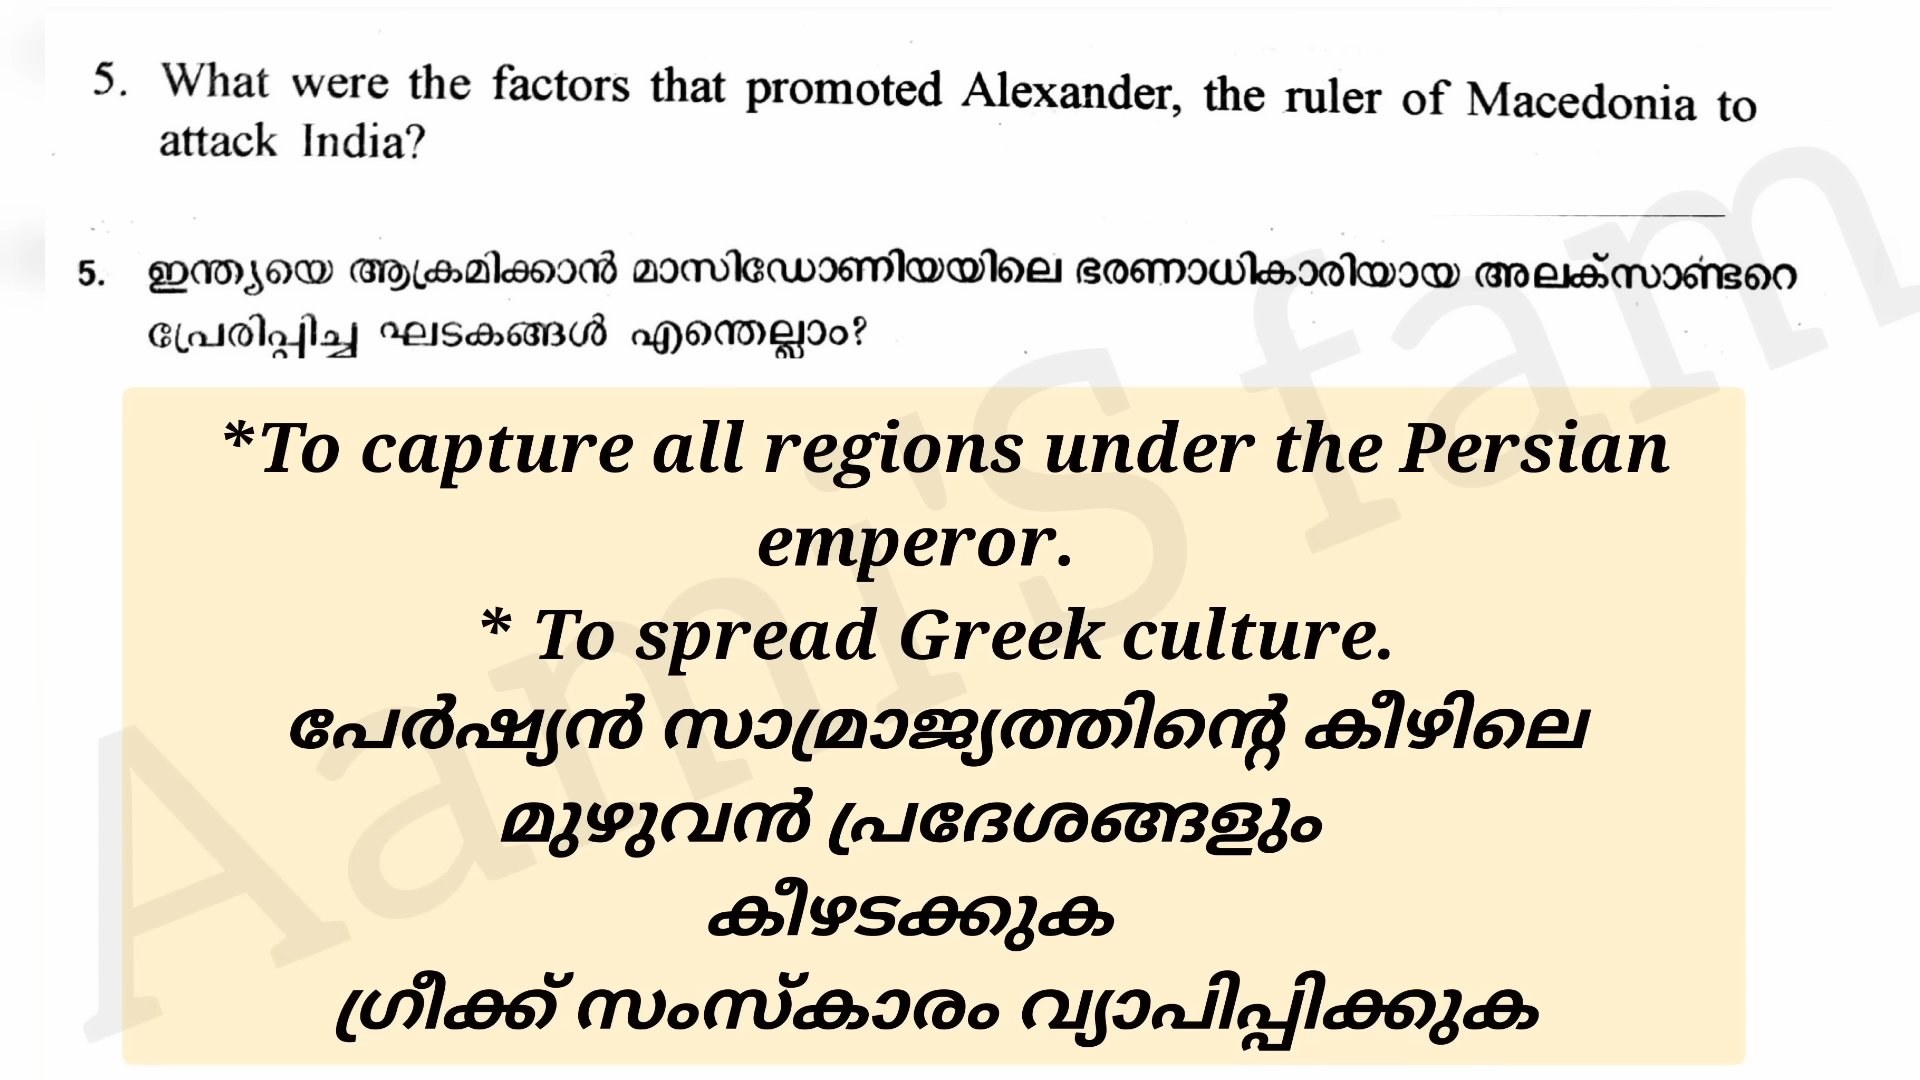 5. What were the factors that promoted Alexander, the ruler of Macedonia to
attack India?
5. ഇന്ത്യയെ ആക്രമിക്കാൻ മാസിഡോണിയയിലെ ഭരണാധികാരിയായ അലക്സാണ്ടറെ
പ്രേരിപ്പിച്ച ഘടകങ്ങൾ എന്തെല്ലാം?
*To capture all regions under the Persian
emperor.
* To spread Greek culture.
പേർഷ്യൻ സാമ്രാജ്യത്തിന്റെ കീഴിലെ
മുഴുവൻ പ്രദേശങ്ങളും
കീഴടക്കുക
ഗ്രീക്ക് സംസ്കാരം വ്യാപിപ്പിക്കുക
Aami'S fam